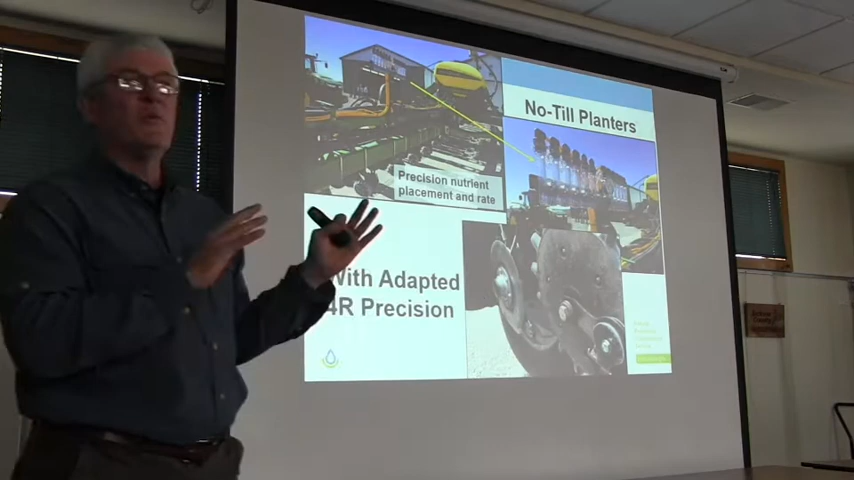 No-Till Planters
Precision nutrient
placement and rate
With Adapted
4R Precision